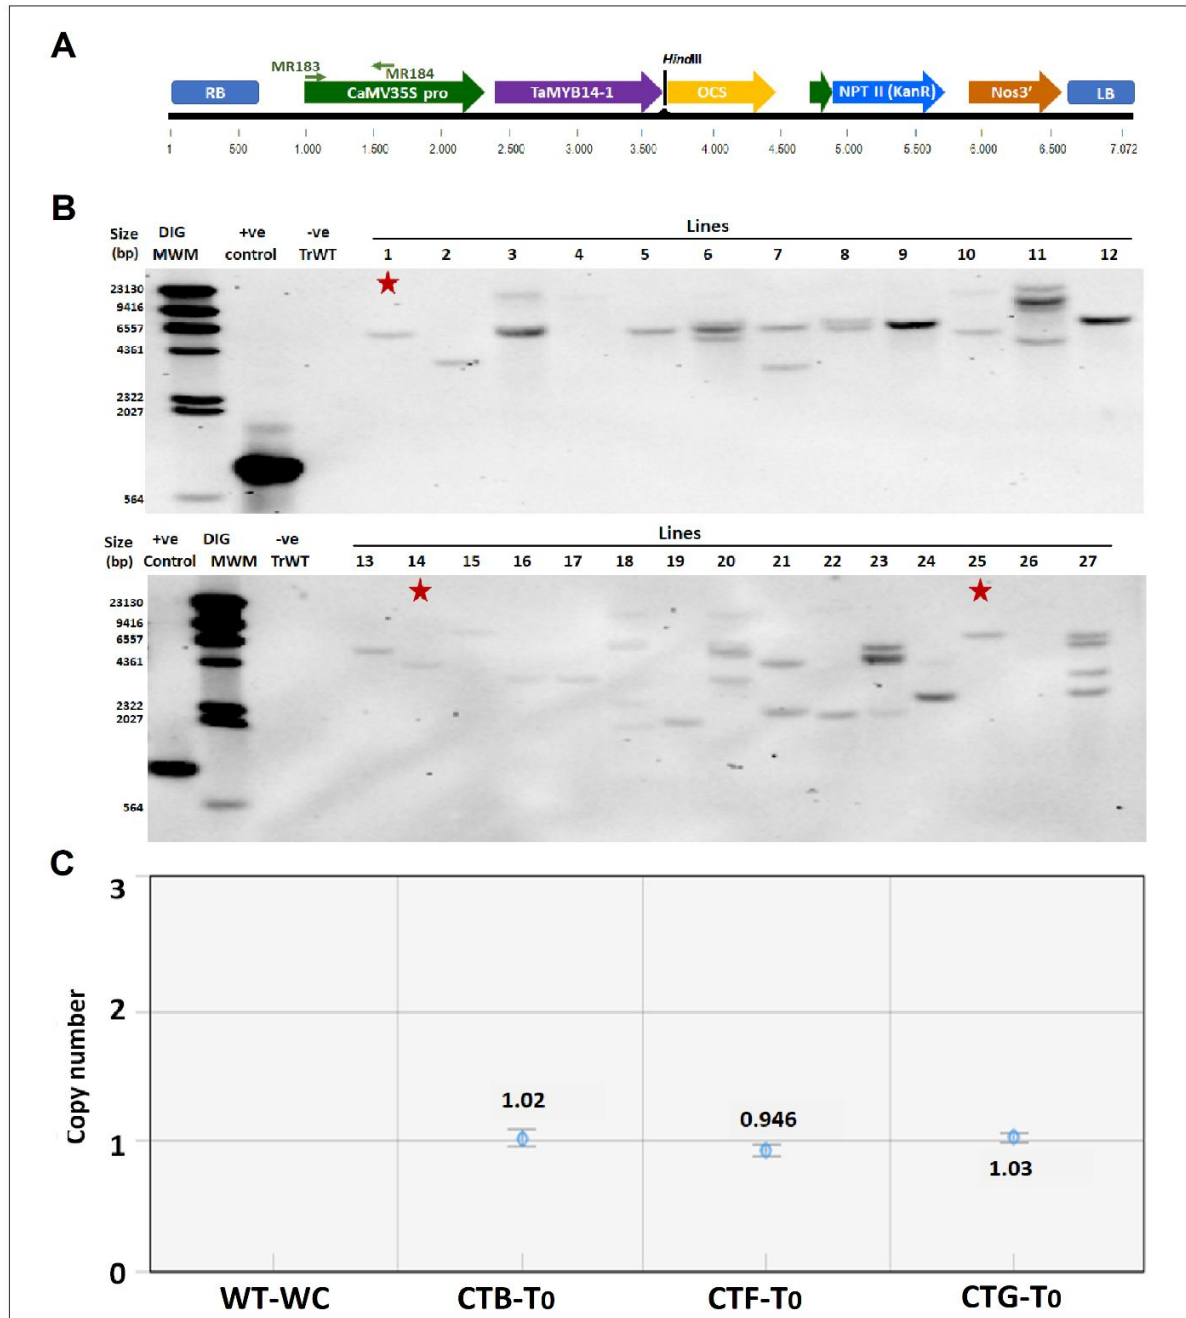 A
HindIII
MR183
MR184
RB CaMV35S pro TaMYB14-1 OCS NPT II (KanR) Nos3′ LB
1 500 1.000 1.500 2.000 2.500 3.000 3.500 4.000 4.500 5.000 5.500 6.000 6.500 7.072
B
Size (bp) DIG MWM +ve control -ve TrWT Lines
1 2 3 4 5 6 7 8 9 10 11 12
23130
9416
6557
4361
2322
2027
564
Size (bp) +ve Control DIG MWM -ve TrWT Lines
13 14 15 16 17 18 19 20 21 22 23 24 25 26 27
23130
9416
6557
4361
2322
2027
564
C
Copy number
3
2
1
0
1.02
0.946
1.03
WT-WC CTB-T0 CTF-T0 CTG-T0